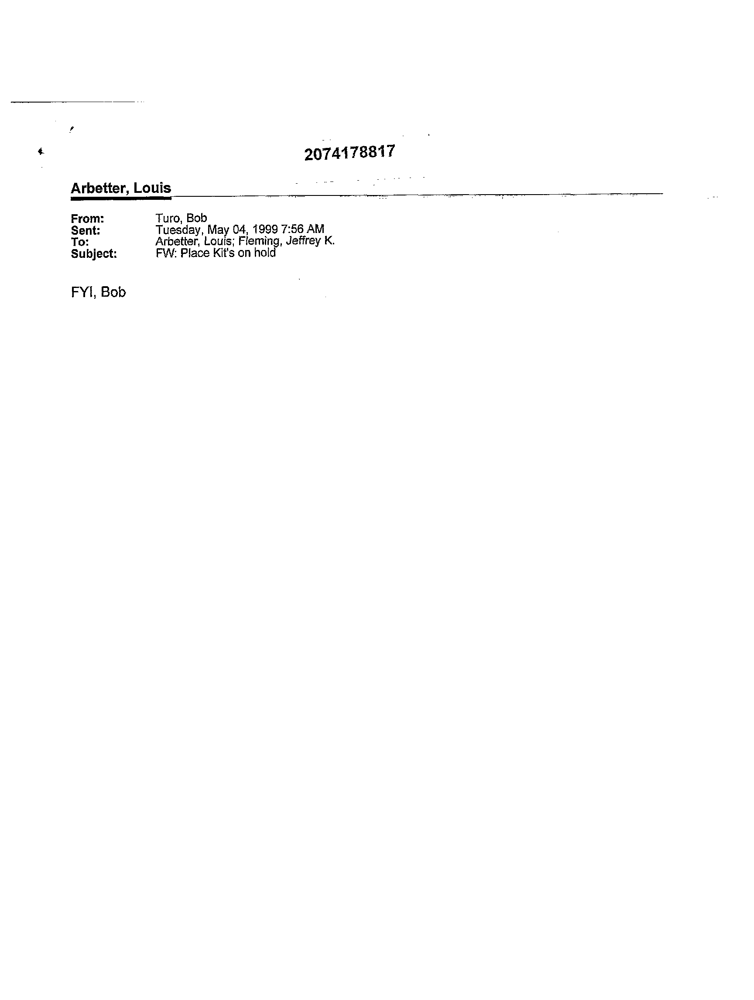 2074178817
Arbetter, Louis
From: Turo, Bob
Sent: Tuesday, May 04, 1999 7:56 AM
To: Arbetter, Louis; Fleming, Jeffrey K.
Subject: FW: Place Kit's on hold
FYI, Bob